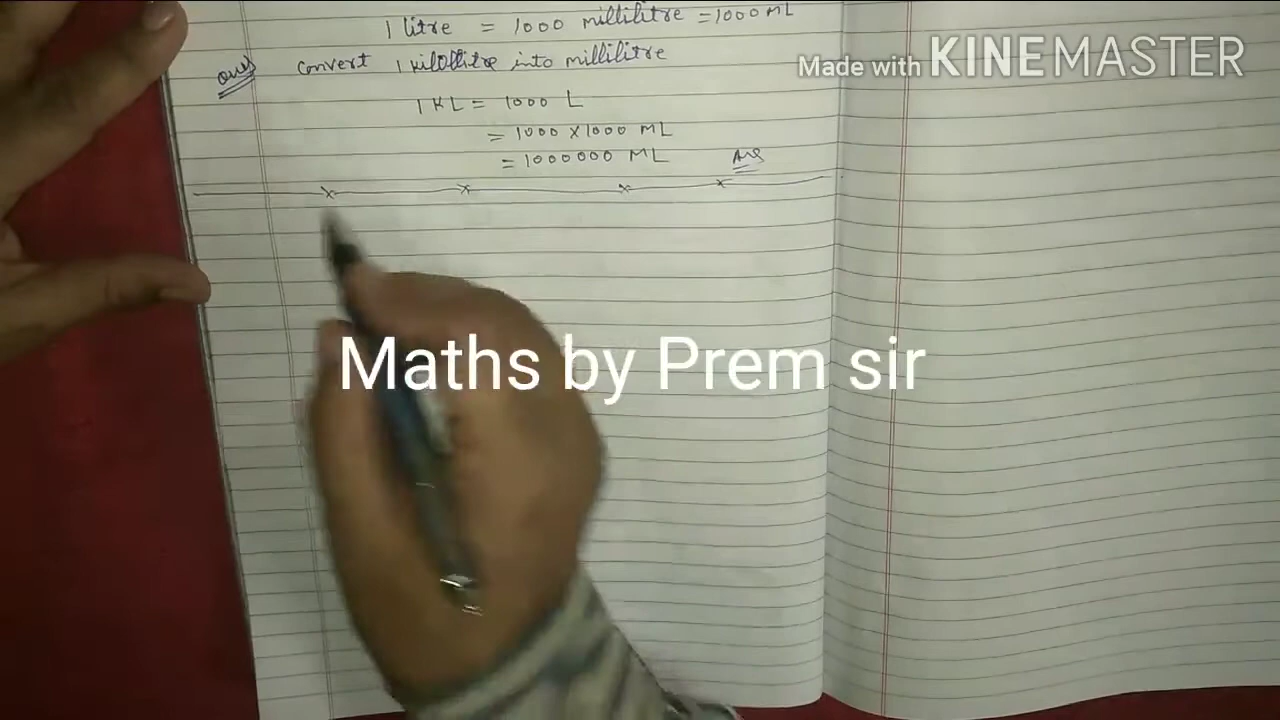 1 litre = 1000 millilitre = 1000 ML
Made with KINEMASTER
Ques Convert 1 kilolitre into millilitre
1 KL = 1000 L
= 1000 x 1000 ML
= 1000000 ML Ans
Maths by Prem sir